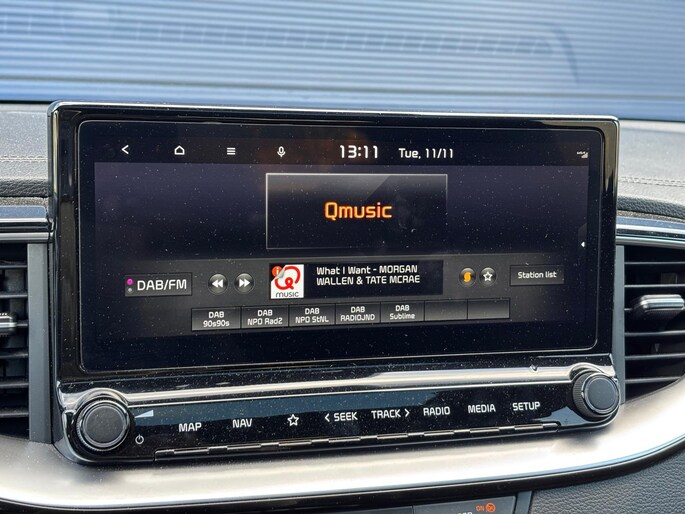 13:11 Tue, 11/11
Qmusic
DAB/FM
Q
MUSIC
What I Want - MORGAN
WALLEN & TATE MCRAE
Station list
DAB
90s90s
DAB
NPO Rad2
DAB
NPO StNL
DAB
RADIOJND
DAB
Sublime
MAP NAV < SEEK TRACK > RADIO MEDIA SETUP